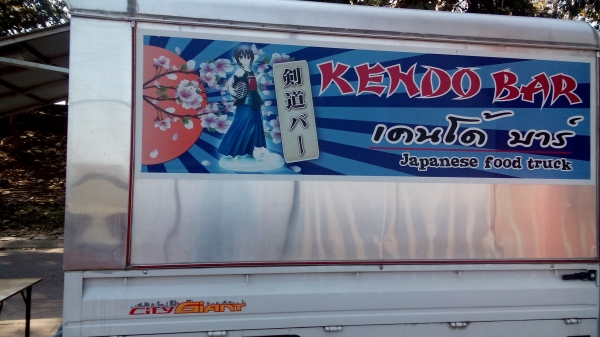 剣道バー
KENDO BAR
เคนโด้ บาร์
Japanese food truck
City Giant